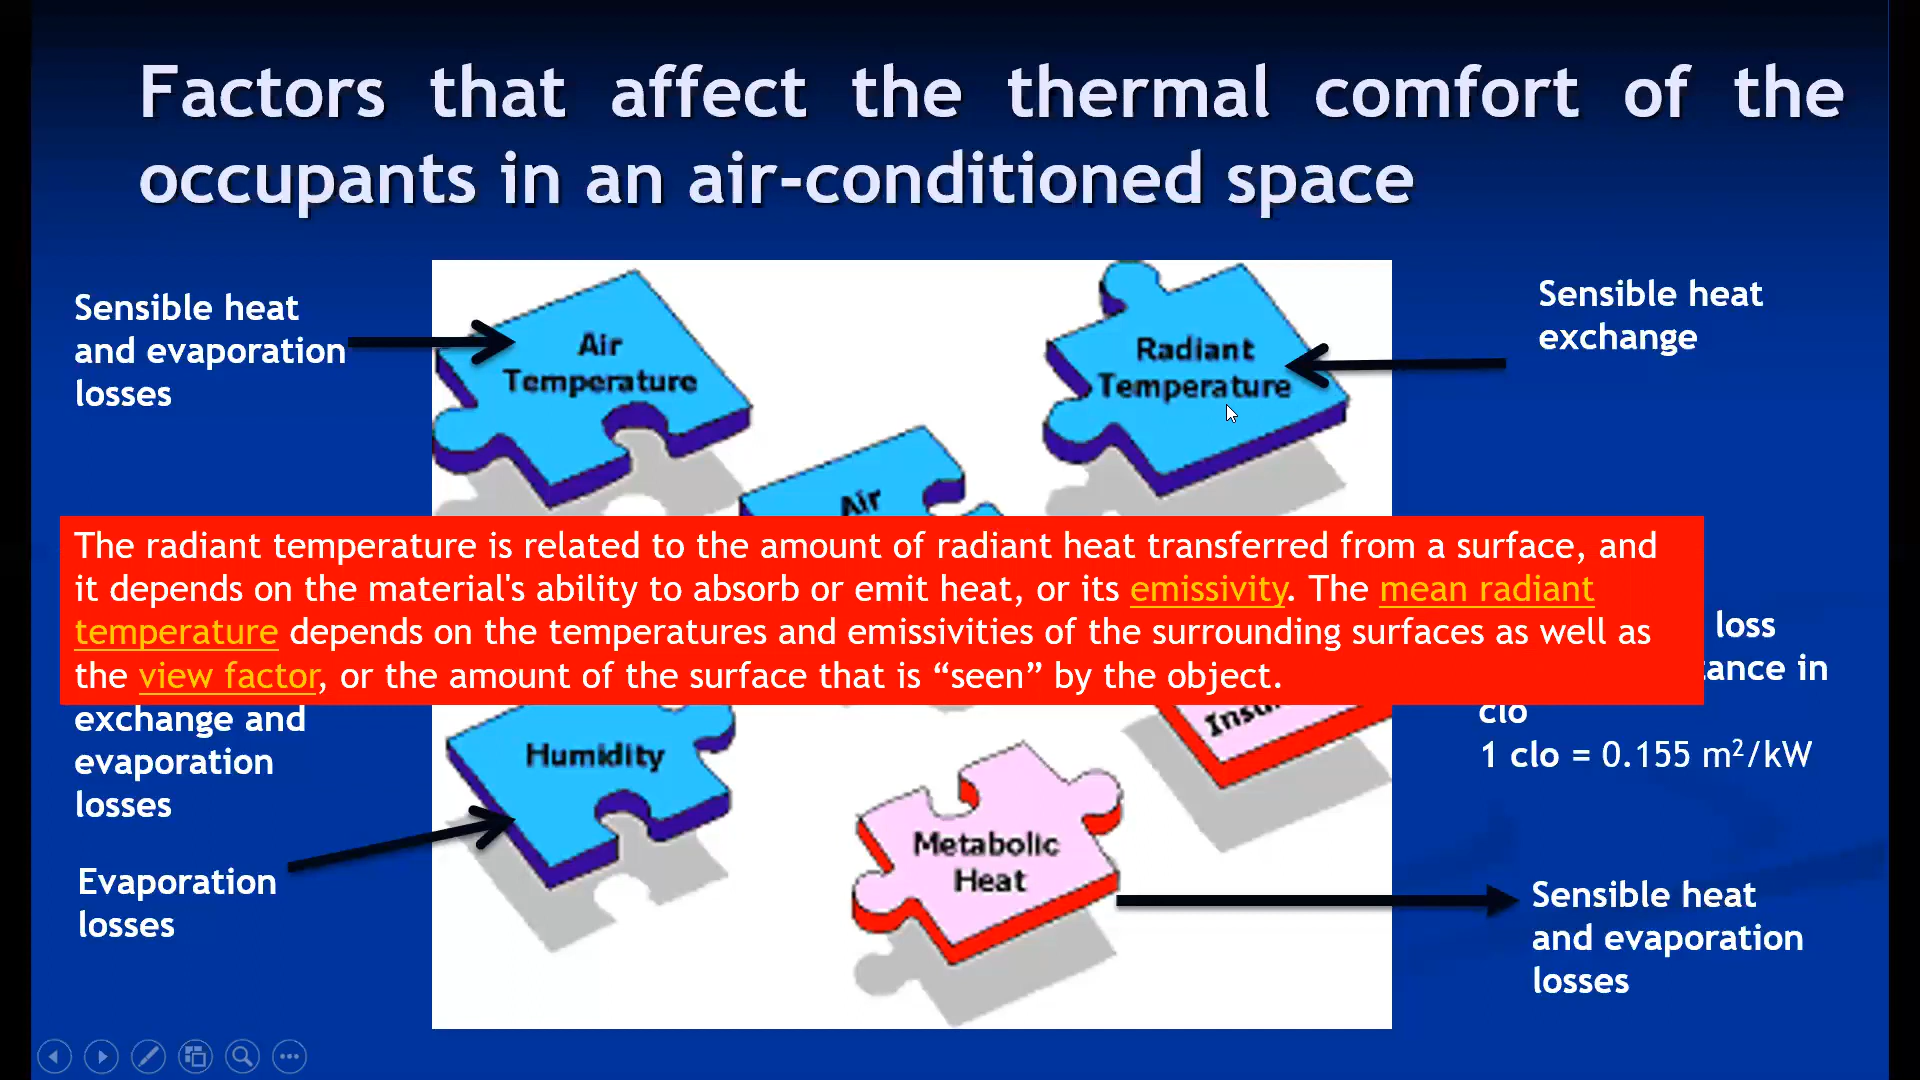 Factors that affect the thermal comfort of the
occupants in an air-conditioned space
Sensible heat
and evaporation
losses
Air
Temperature
Radiant
Temperature
Sensible heat
exchange
Air
The radiant temperature is related to the amount of radiant heat transferred from a surface, and
it depends on the material's ability to absorb or emit heat, or its emissivity. The mean radiant
temperature depends on the temperatures and emissivities of the surrounding surfaces as well as
the view factor, or the amount of the surface that is “seen” by the object.
loss
in
clo
1 clo = 0.155 m²/kW
exchange and
evaporation
losses
Humidity
Metabolic
Heat
Evaporation
losses
Sensible heat
and evaporation
losses